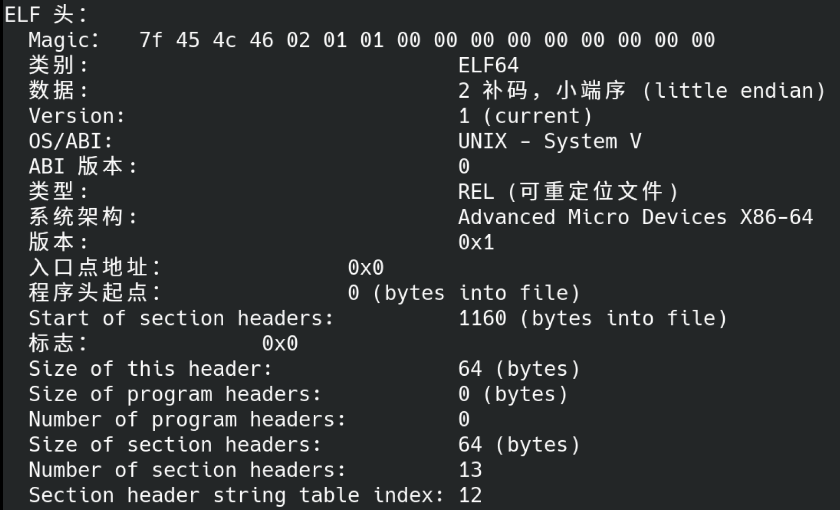 ELF 头：
Magic： 7f 45 4c 46 02 01 01 00 00 00 00 00 00 00 00 00
类别: ELF64
数据: 2 补码，小端序 (little endian)
Version: 1 (current)
OS/ABI: UNIX - System V
ABI 版本: 0
类型: REL (可重定位文件)
系统架构: Advanced Micro Devices X86-64
版本: 0x1
入口点地址： 0x0
程序头起点： 0 (bytes into file)
Start of section headers: 1160 (bytes into file)
标志： 0x0
Size of this header: 64 (bytes)
Size of program headers: 0 (bytes)
Number of program headers: 0
Size of section headers: 64 (bytes)
Number of section headers: 13
Section header string table index: 12